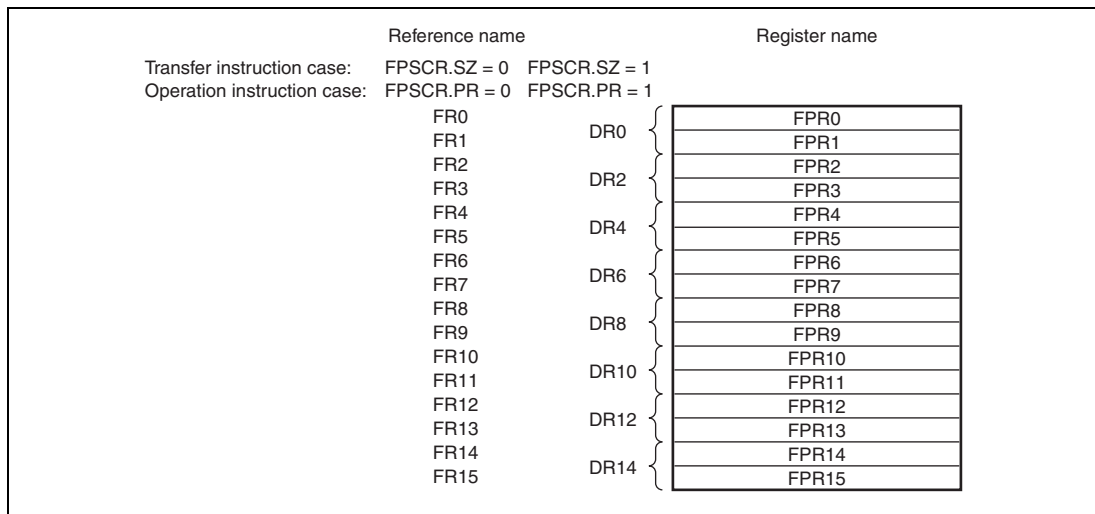 Reference name Register name
Transfer instruction case: FPSCR.SZ = 0 FPSCR.SZ = 1
Operation instruction case: FPSCR.PR = 0 FPSCR.PR = 1
FR0 FPR0
DR0
FR1 FPR1
FR2 FPR2
DR2
FR3 FPR3
FR4 FPR4
DR4
FR5 FPR5
FR6 FPR6
DR6
FR7 FPR7
FR8 FPR8
DR8
FR9 FPR9
FR10 FPR10
DR10
FR11 FPR11
FR12 FPR12
DR12
FR13 FPR13
FR14 FPR14
DR14
FR15 FPR15